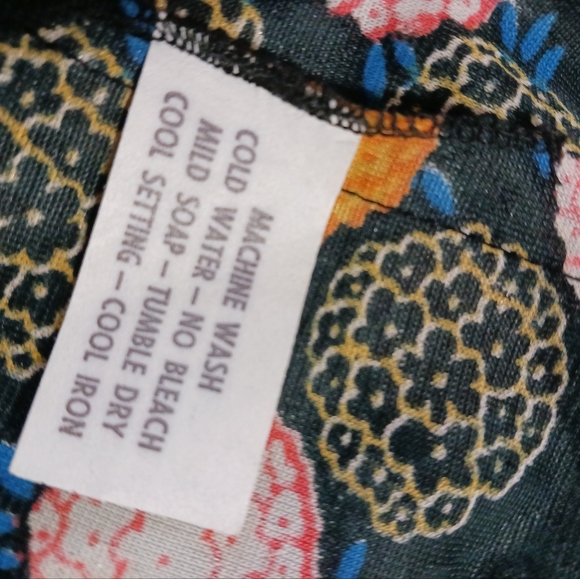 MACHINE WASH
COLD WATER – NO BLEACH
MILD SOAP – TUMBLE DRY
COOL SETTING – COOL IRON